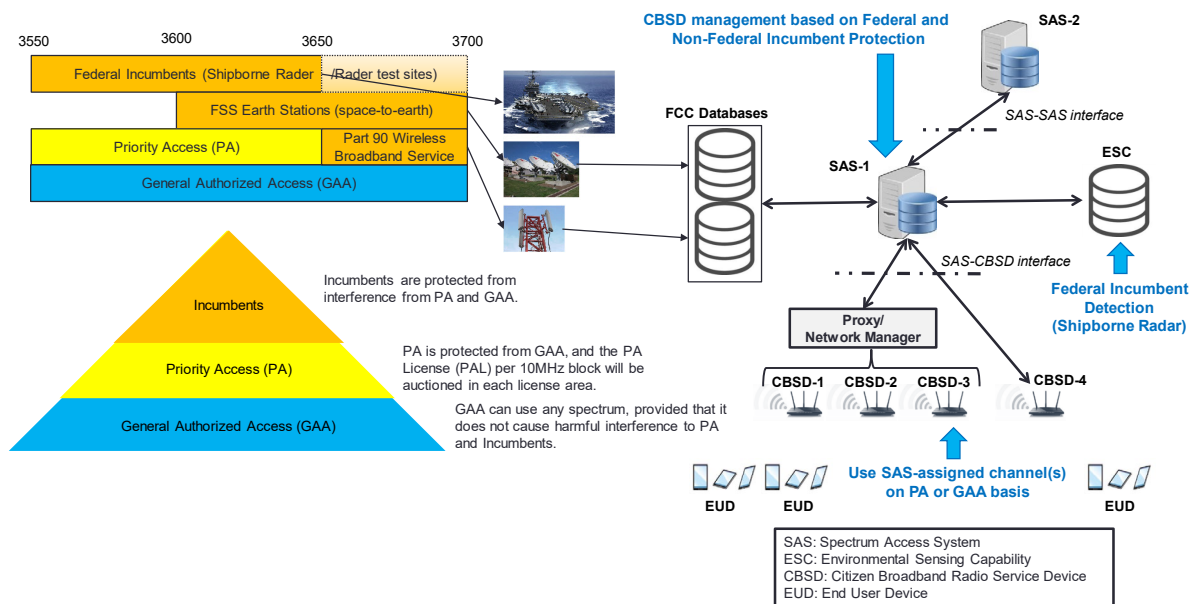 3550
3600
3650
3700
Federal Incumbents (Shipborne Rader
/Rader test sites)
FSS Earth Stations (space-to-earth)
Priority Access (PA)
Part 90 Wireless
Broadband Service
General Authorized Access (GAA)
Incumbents
Incumbents are protected from
interference from PA and GAA.
Priority Access (PA)
PA is protected from GAA, and the PA
License (PAL) per 10MHz block will be
auctioned in each license area.
General Authorized Access (GAA)
GAA can use any spectrum, provided that it
does not cause harmful interference to PA
and Incumbents.
CBSD management based on Federal and
Non-Federal Incumbent Protection
SAS-2
FCC Databases
SAS-SAS interface
SAS-1
ESC
SAS-CBSD interface
Federal Incumbent
Detection
(Shipborne Radar)
Proxy/
Network Manager
CBSD-1
CBSD-2
CBSD-3
CBSD-4
Use SAS-assigned channel(s)
on PA or GAA basis
EUD
EUD
EUD
SAS: Spectrum Access System
ESC: Environmental Sensing Capability
CBSD: Citizen Broadband Radio Service Device
EUD: End User Device